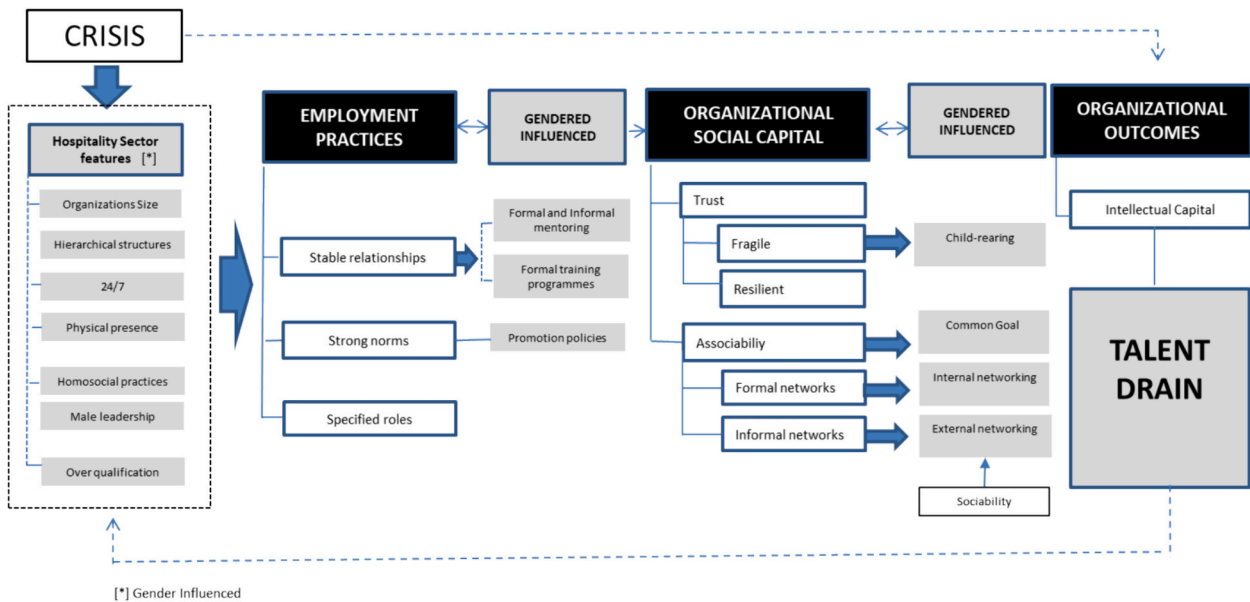 CRISIS
Hospitality Sector
features [*]
Organizations Size
Hierarchical structures
24/7
Physical presence
Homosocial practices
Male leadership
Over qualification
EMPLOYMENT
PRACTICES
Stable relationships
Strong norms
Specified roles
GENDERED
INFLUENCED
Formal and Informal
mentoring
Formal training
programmes
Promotion policies
ORGANIZATIONAL
SOCIAL CAPITAL
Trust
Fragile
Resilient
Associabiliy
Formal networks
Informal networks
GENDERED
INFLUENCED
Child-rearing
Common Goal
Internal networking
External networking
Sociability
ORGANIZATIONAL
OUTCOMES
Intellectual Capital
TALENT
DRAIN
[*] Gender Influenced